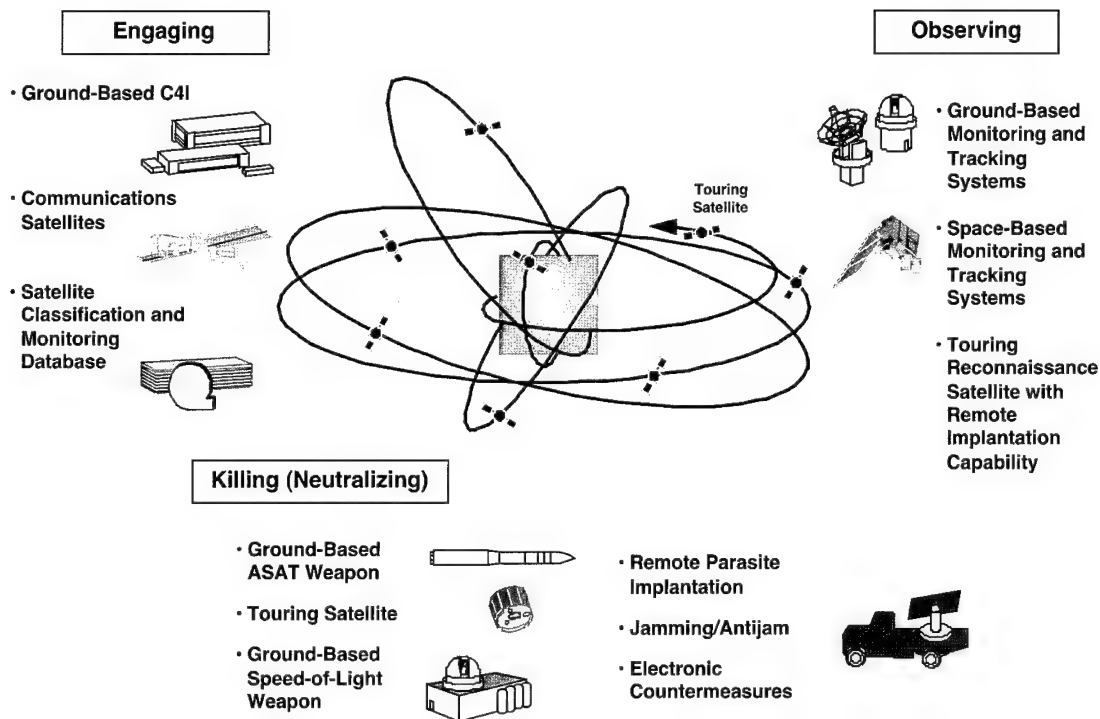 Engaging
• Ground-Based C4I
• Communications
Satellites
• Satellite
Classification and
Monitoring
Database
Touring
Satellite
Observing
• Ground-Based
Monitoring and
Tracking
Systems
• Space-Based
Monitoring and
Tracking
Systems
• Touring
Reconnaissance
Satellite with
Remote
Implantation
Capability
Killing (Neutralizing)
• Ground-Based
ASAT Weapon
• Touring Satellite
• Ground-Based
Speed-of-Light
Weapon
• Remote Parasite
Implantation
• Jamming/Antijam
• Electronic
Countermeasures